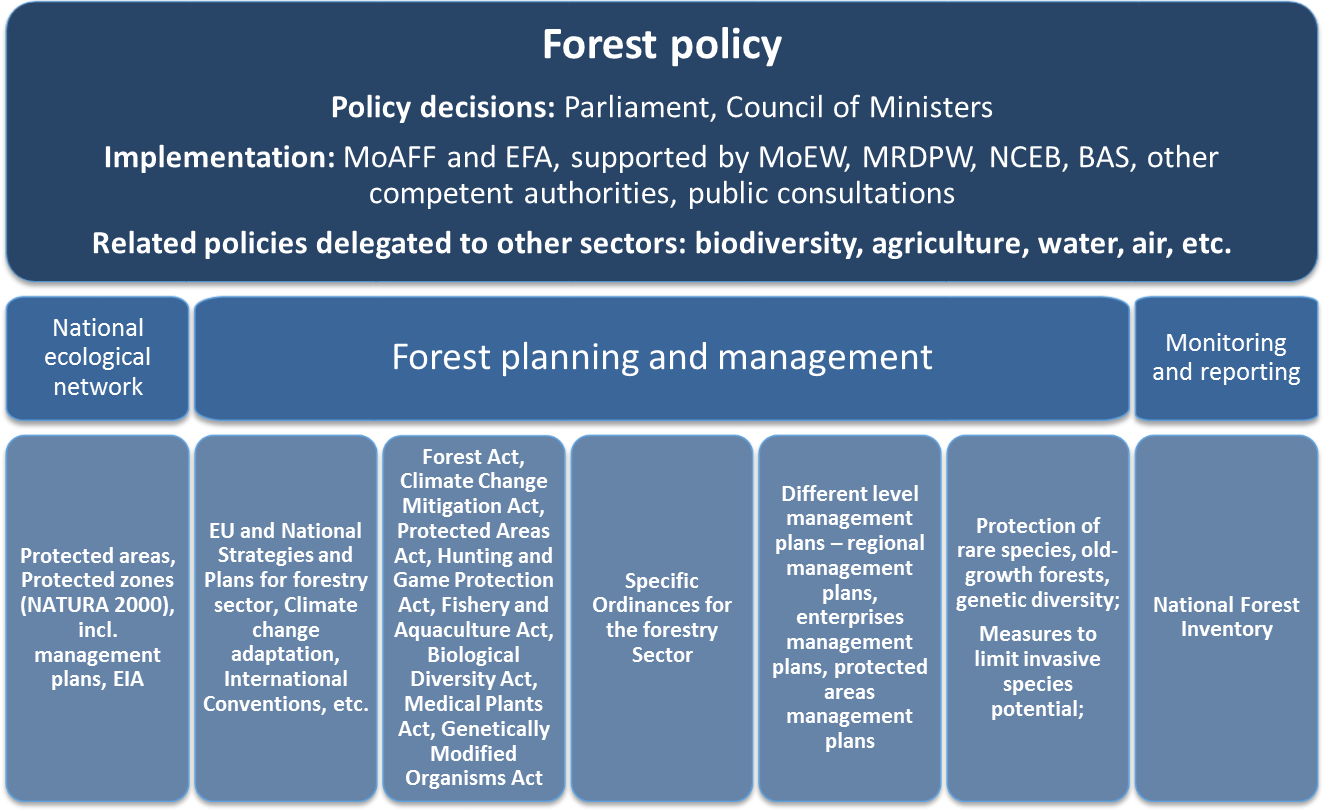 Forest policy
Policy decisions: Parliament, Council of Ministers
Implementation: MoAFF and EFA, supported by MoEW, MRDPW, NCEB, BAS, other
competent authorities, public consultations
Related policies delegated to other sectors: biodiversity, agriculture, water, air, etc.
National
ecological
network
Forest planning and management
Monitoring
and reporting
Protected areas,
Protected zones
(NATURA 2000),
incl.
management
plans, EIA
EU and National
Strategies and
Plans for forestry
sector, Climate
change
adaptation,
International
Conventions, etc.
Forest Act,
Climate Change
Mitigation Act,
Protected Areas
Act, Hunting and
Game Protection
Act, Fishery and
Aquaculture Act,
Biological
Diversity Act,
Medical Plants
Act, Genetically
Modified
Organisms Act
Specific
Ordinances for
the forestry
Sector
Different level
management
plans – regional
management
plans,
enterprises
management
plans, protected
areas
management
plans
Protection of
rare species, old-
growth forests,
genetic diversity;
Measures to
limit invasive
species
potential;
National Forest
Inventory